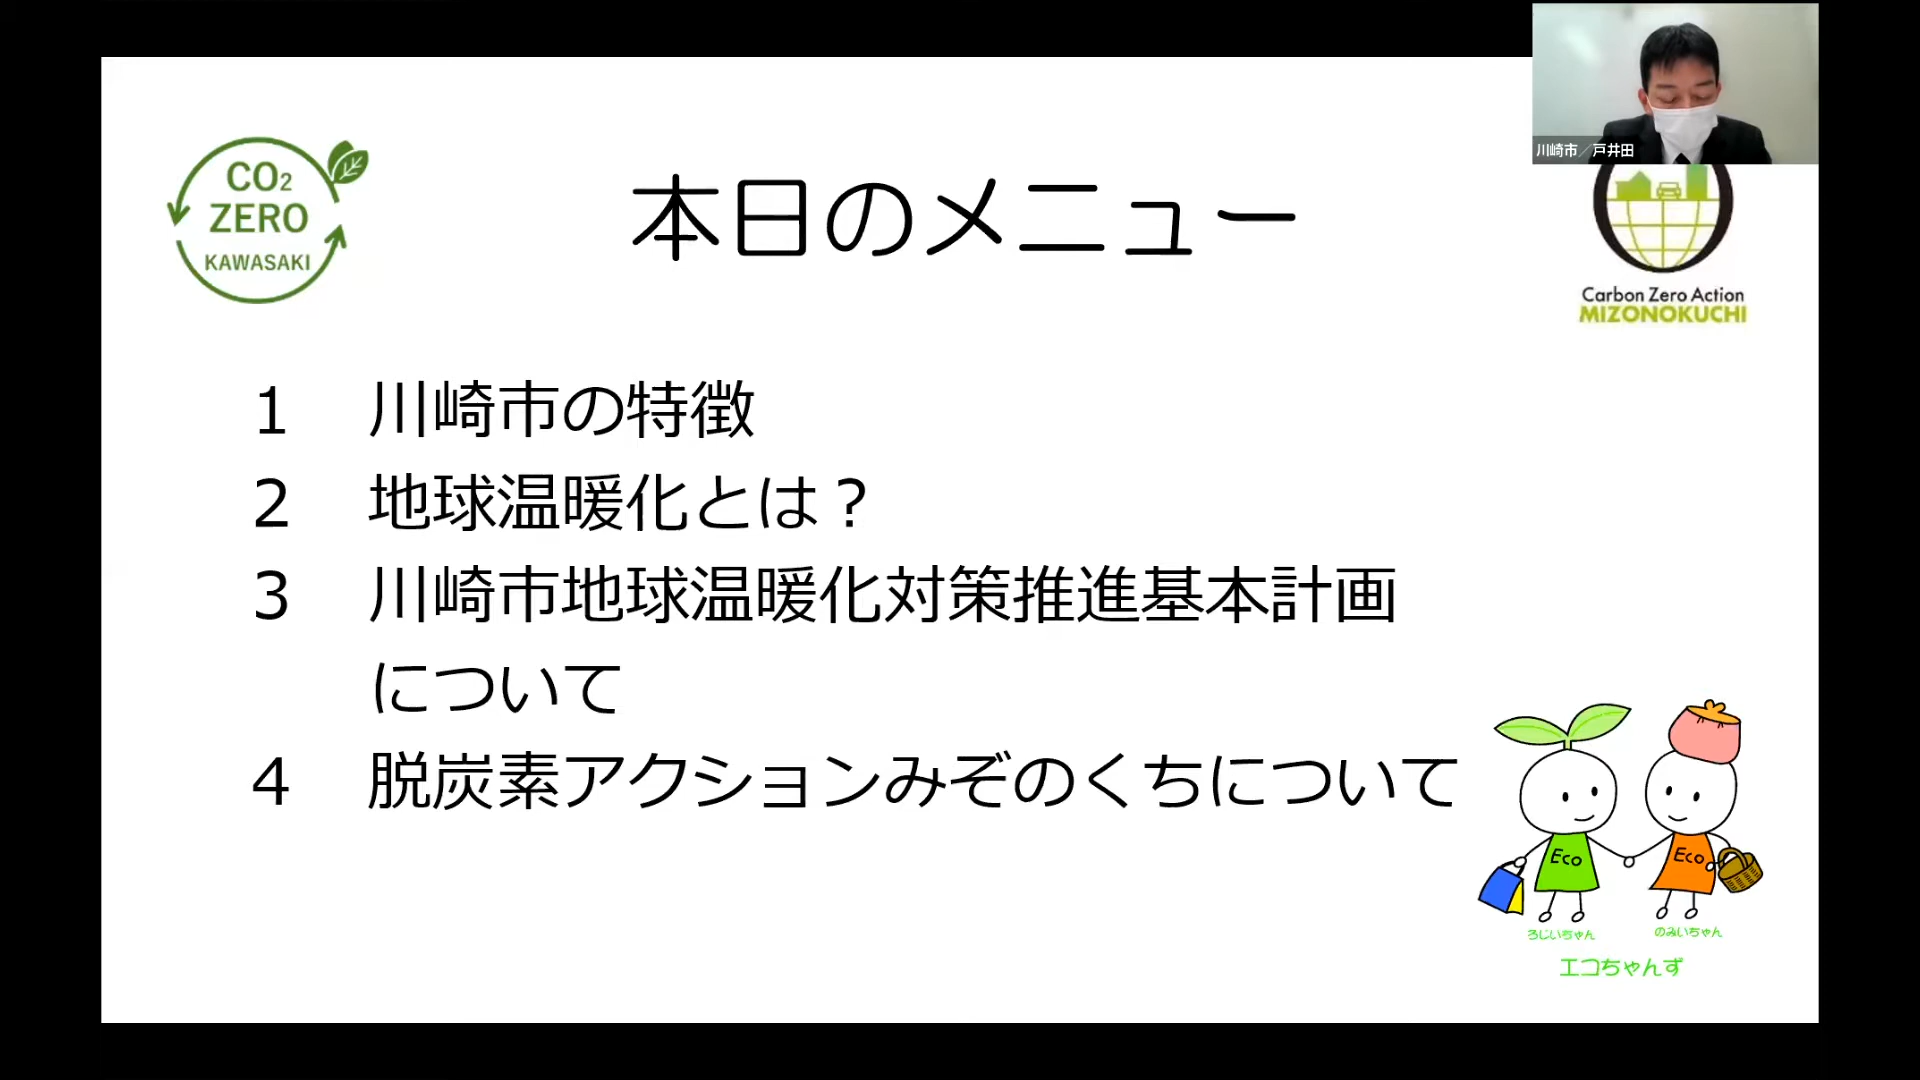 川崎市／戸井田
CO₂
ZERO
KAWASAKI
本日のメニュー
Carbon Zero Action
MIZONOKUCHI
1 川崎市の特徴
2 地球温暖化とは？
3 川崎市地球温暖化対策推進基本計画
について
4 脱炭素アクションみぞのくちについて
Eco
Eco
ろじいちゃん
のみいちゃん
エコちゃんず